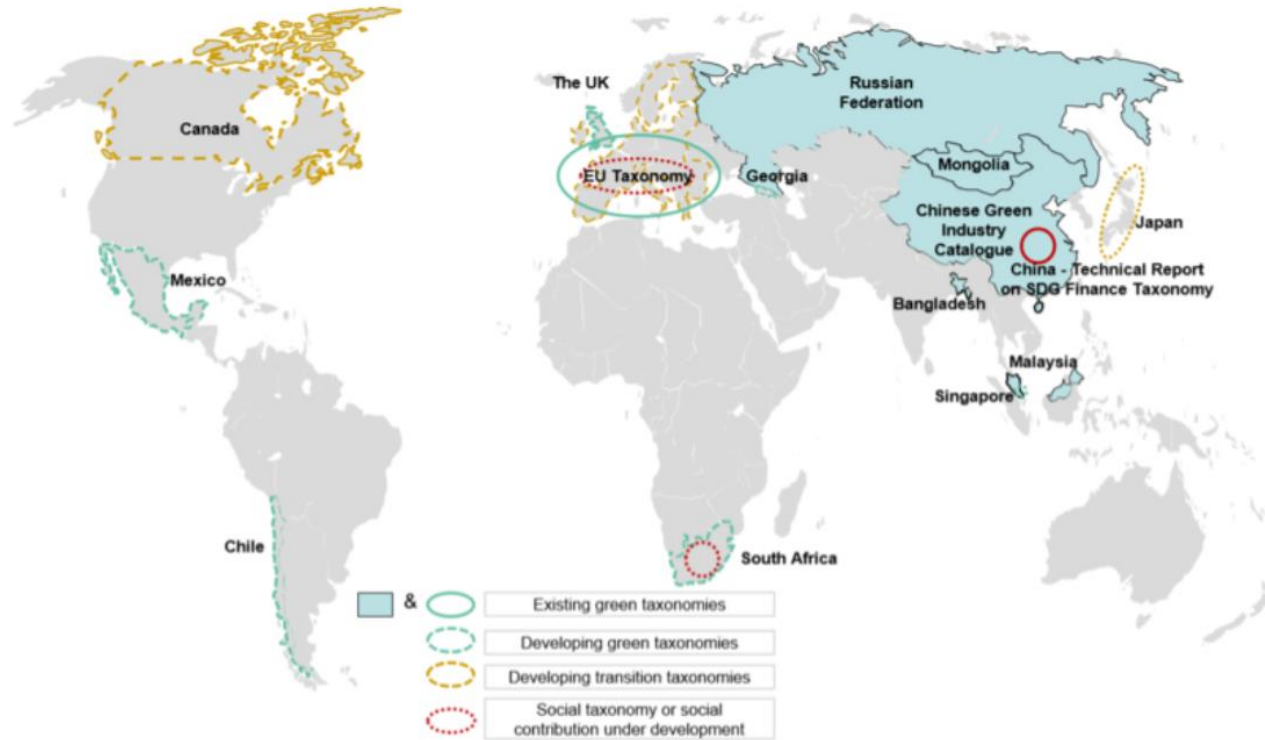 Canada
The UK
Russian
Federation
EU Taxonomy
Georgia
Mongolia
Chinese Green
Industry
Catalogue
Japan
China - Technical Report
on SDG Finance Taxonomy
Bangladesh
Mexico
Malaysia
Singapore
Chile
South Africa
& Existing green taxonomies
Developing green taxonomies
Developing transition taxonomies
Social taxonomy or social
contribution under development